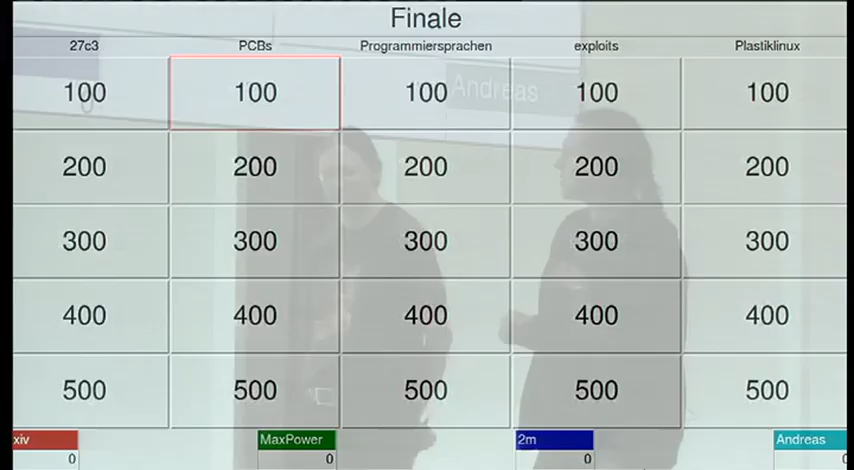 Finale
27c3 PCBs Programmiersprachen exploits Plastiklinux
100 100 100 100 100
Andreas
200 200 200 200 200
300 300 300 300 300
400 400 400 400 400
500 500 500 500 500
xiv MaxPower 2m Andreas
0 0 0 0